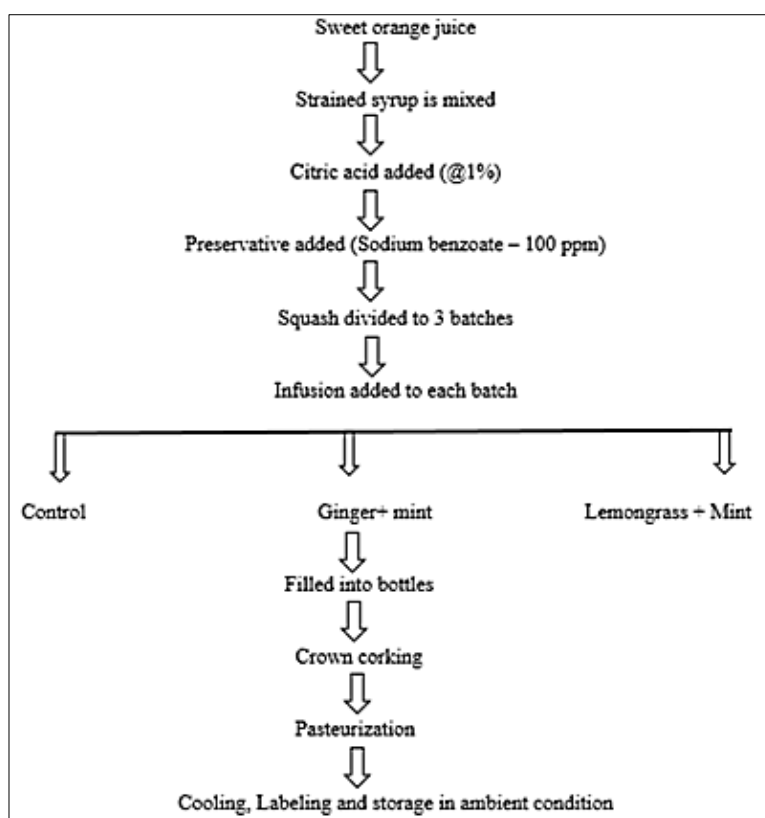 Sweet orange juice
Strained syrup is mixed
Citric acid added (@1%)
Preservative added (Sodium benzoate – 100 ppm)
Squash divided to 3 batches
Infusion added to each batch
Control
Ginger+ mint
Lemongrass + Mint
Filled into bottles
Crown corking
Pasteurization
Cooling, Labeling and storage in ambient condition